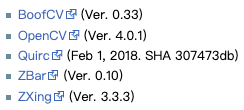 BoofCV (Ver. 0.33)
OpenCV (Ver. 4.0.1)
Quirc (Feb 1, 2018. SHA 307473db)
ZBar (Ver. 0.10)
ZXing (Ver. 3.3.3)